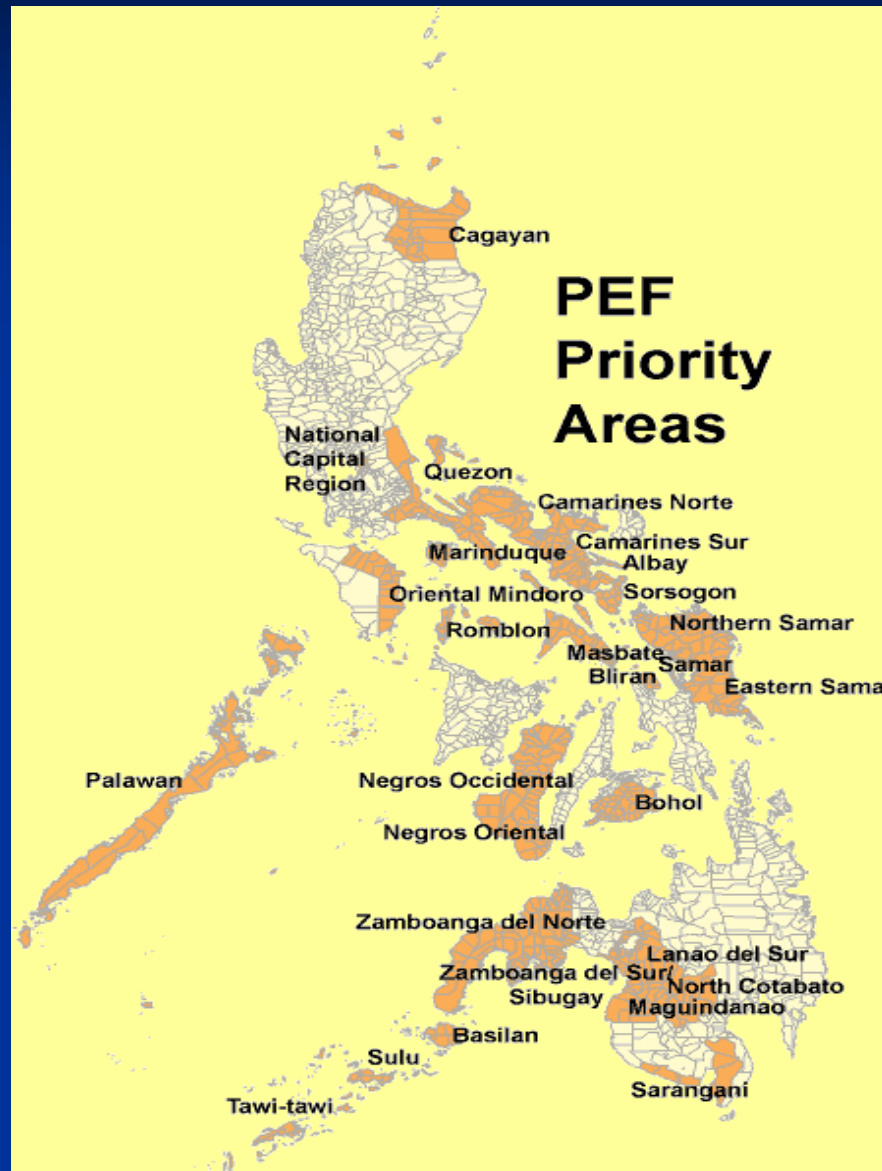 Cagayan
PEF
Priority
Areas
National
Capital
Region
Quezon
Camarines Norte
Marinduque
Camarines Sur
Albay
Oriental Mindoro
Sorsogon
Romblon
Northern Samar
Masbate
Samar
Bliran
Eastern Sama
Palawan
Negros Occidental
Bohol
Negros Oriental
Zamboanga del Norte
Lanao del Sur
Zamboanga del Sur/
Sibugay
North Cotabato
Maguindanao
Basilan
Sulu
Sarangani
Tawi-tawi